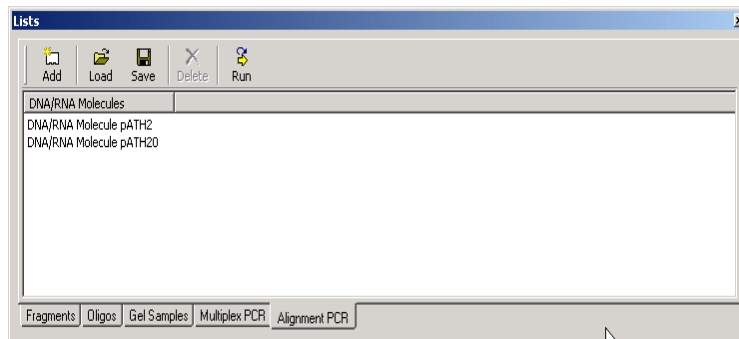 Lists
Add Load Save Delete Run
DNA/RNA Molecules
DNA/RNA Molecule pATH2
DNA/RNA Molecule pATH20
Fragments Oligos Gel Samples Multiplex PCR Alignment PCR